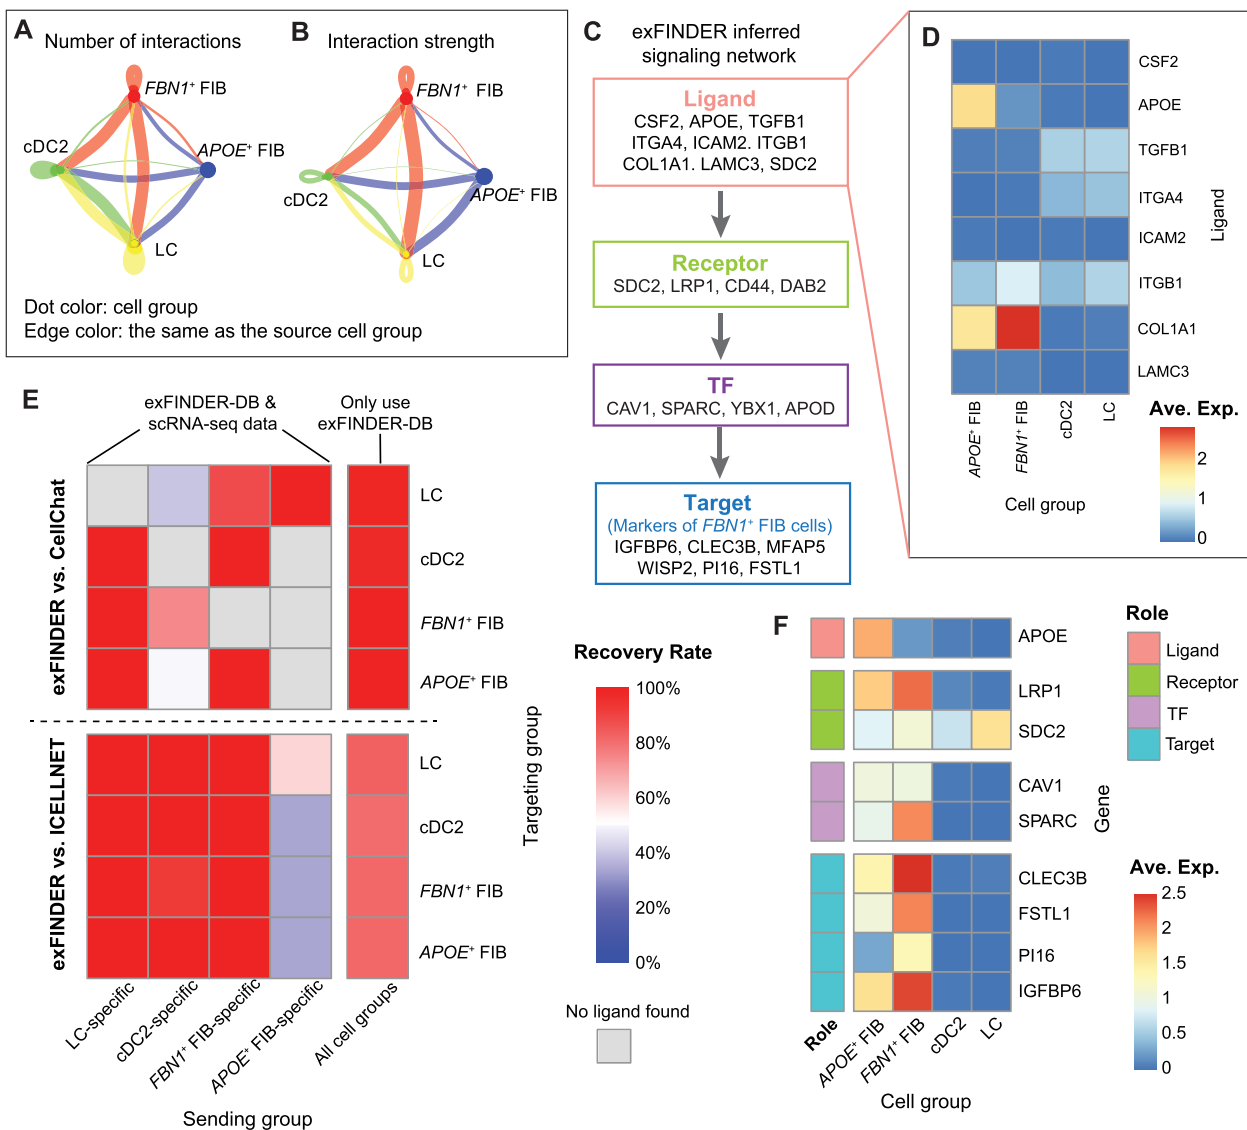 A
Number of interactions
FBN1+ FIB
cDC2
APOE+ FIB
LC
B
Interaction strength
FBN1+ FIB
cDC2
APOE+ FIB
LC
Dot color: cell group
Edge color: the same as the source cell group
C
exFINDER inferred
signaling network
Ligand
CSF2, APOE, TGFB1
ITGA4, ICAM2. ITGB1
COL1A1. LAMC3, SDC2
Receptor
SDC2, LRP1, CD44, DAB2
TF
CAV1, SPARC, YBX1, APOD
Target
(Markers of FBN1+ FIB cells)
IGFBP6, CLEC3B, MFAP5
WISP2, PI16, FSTL1
D
CSF2
APOE
TGFB1
ITGA4
ICAM2
ITGB1
COL1A1
LAMC3
Ligand
APOE+ FIB
FBN1+ FIB
cDC2
LC
Cell group
Ave. Exp.
2
1
0
E
exFINDER-DB &
scRNA-seq data
Only use
exFINDER-DB
exFINDER vs. CellChat
LC
cDC2
FBN1+ FIB
APOE+ FIB
exFINDER vs. ICELLNET
LC
cDC2
FBN1+ FIB
APOE+ FIB
Targeting group
LC-specific
cDC2-specific
FBN1+ FIB-specific
APOE+ FIB-specific
All cell groups
Sending group
Recovery Rate
100%
80%
60%
40%
20%
0%
No ligand found
F
APOE
LRP1
SDC2
CAV1
SPARC
CLEC3B
FSTL1
PI16
IGFBP6
Gene
Role
APOE+ FIB
FBN1+ FIB
cDC2
LC
Cell group
Role
Ligand
Receptor
TF
Target
Ave. Exp.
2.5
2
1.5
1
0.5
0